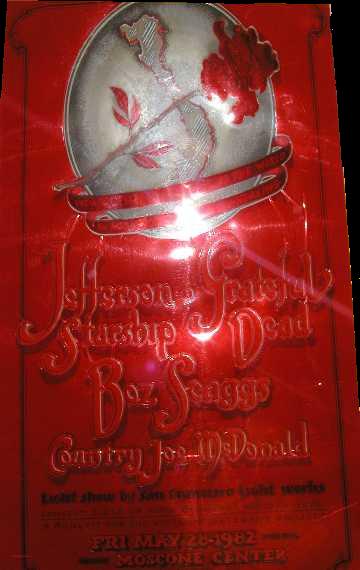 Jefferson Grateful
Starship Dead
Boz Scaggs
Country Joe McDonald
Light show by San Francisco Light works
FRI MAY 28·1982
MOSCONE CENTER